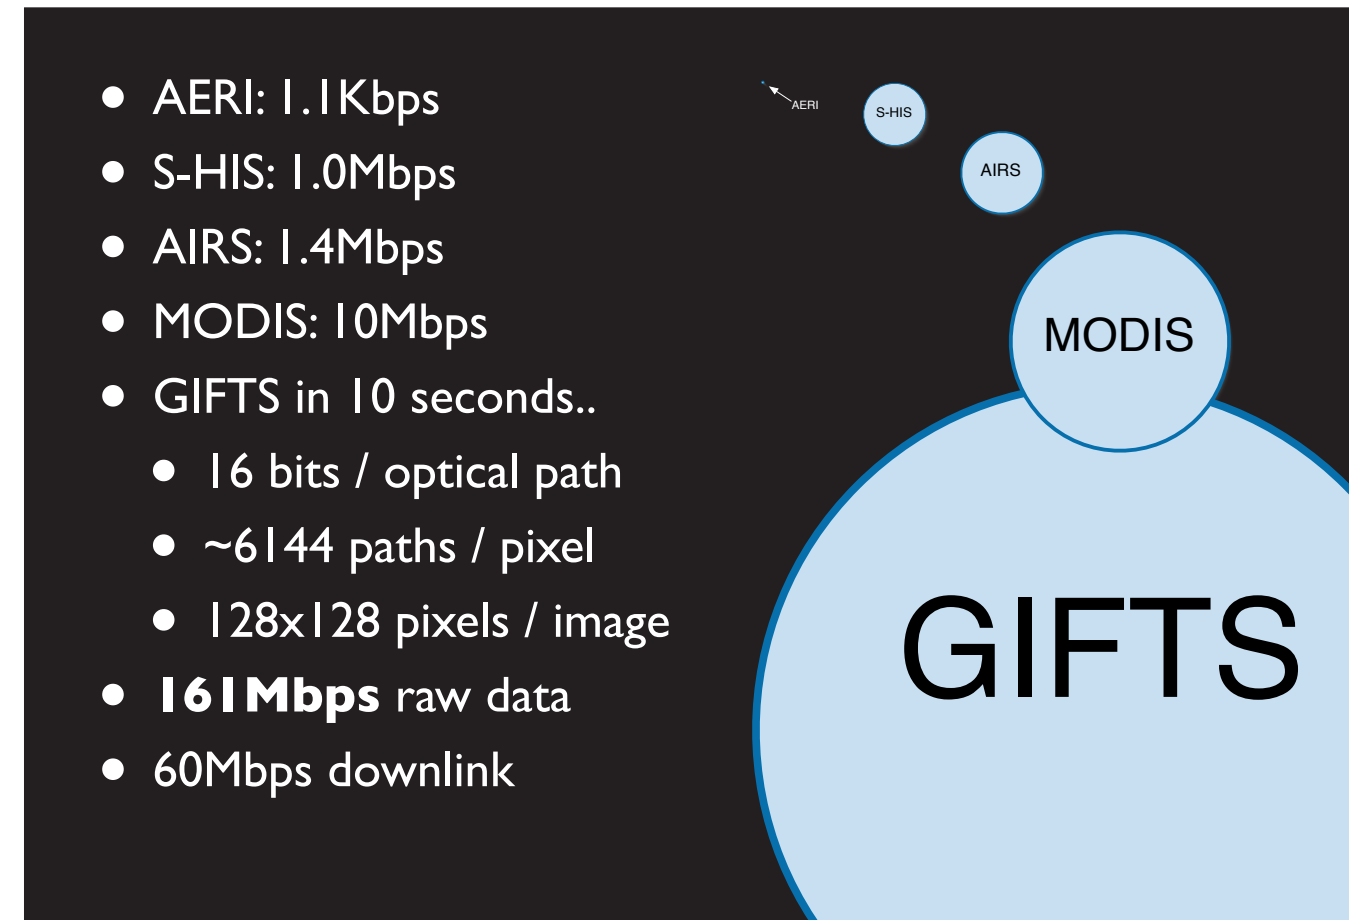 • AERI: 1.1Kbps
• S-HIS: 1.0Mbps
• AIRS: 1.4Mbps
• MODIS: 10Mbps
• GIFTS in 10 seconds..
• 16 bits / optical path
• ~6144 paths / pixel
• 128x128 pixels / image
• 161Mbps raw data
• 60Mbps downlink
AERI
S-HIS
AIRS
MODIS
GIFTS